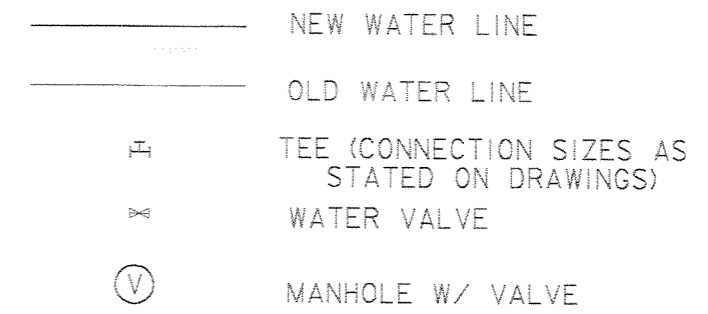 NEW WATER LINE
OLD WATER LINE
TEE (CONNECTION SIZES AS
STATED ON DRAWINGS)
WATER VALVE
V MANHOLE W/ VALVE